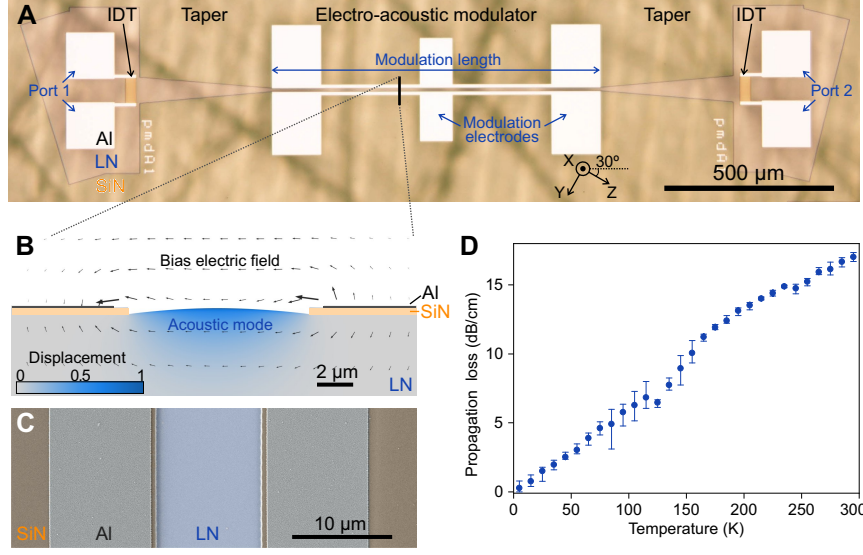 A
IDT
Taper
Electro-acoustic modulator
Taper
IDT
Modulation length
Port 1
Port 2
Modulation
electrodes
Al
LN
SiN
pmdA1
pmdA
X
30º
Y
Z
500 µm
B
Bias electric field
Al
SiN
Acoustic mode
Displacement
0
0.5
1
2 µm
LN
C
SiN
Al
LN
10 µm
D
Propagation loss (dB/cm)
15
10
5
0
0
50
100
150
200
250
300
Temperature (K)